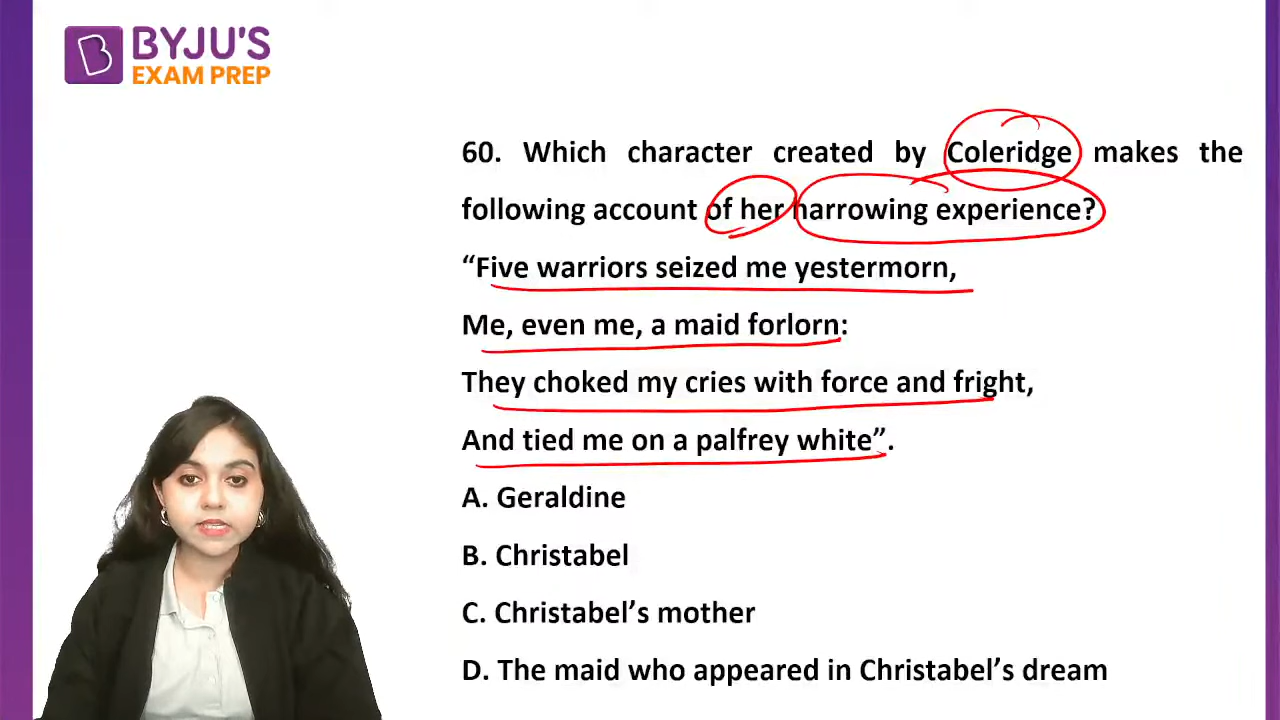 BYJU'S
EXAM PREP
60. Which character created by Coleridge makes the
following account of her harrowing experience?
“Five warriors seized me yestermorn,
Me, even me, a maid forlorn:
They choked my cries with force and fright,
And tied me on a palfrey white”.
A. Geraldine
B. Christabel
C. Christabel’s mother
D. The maid who appeared in Christabel’s dream